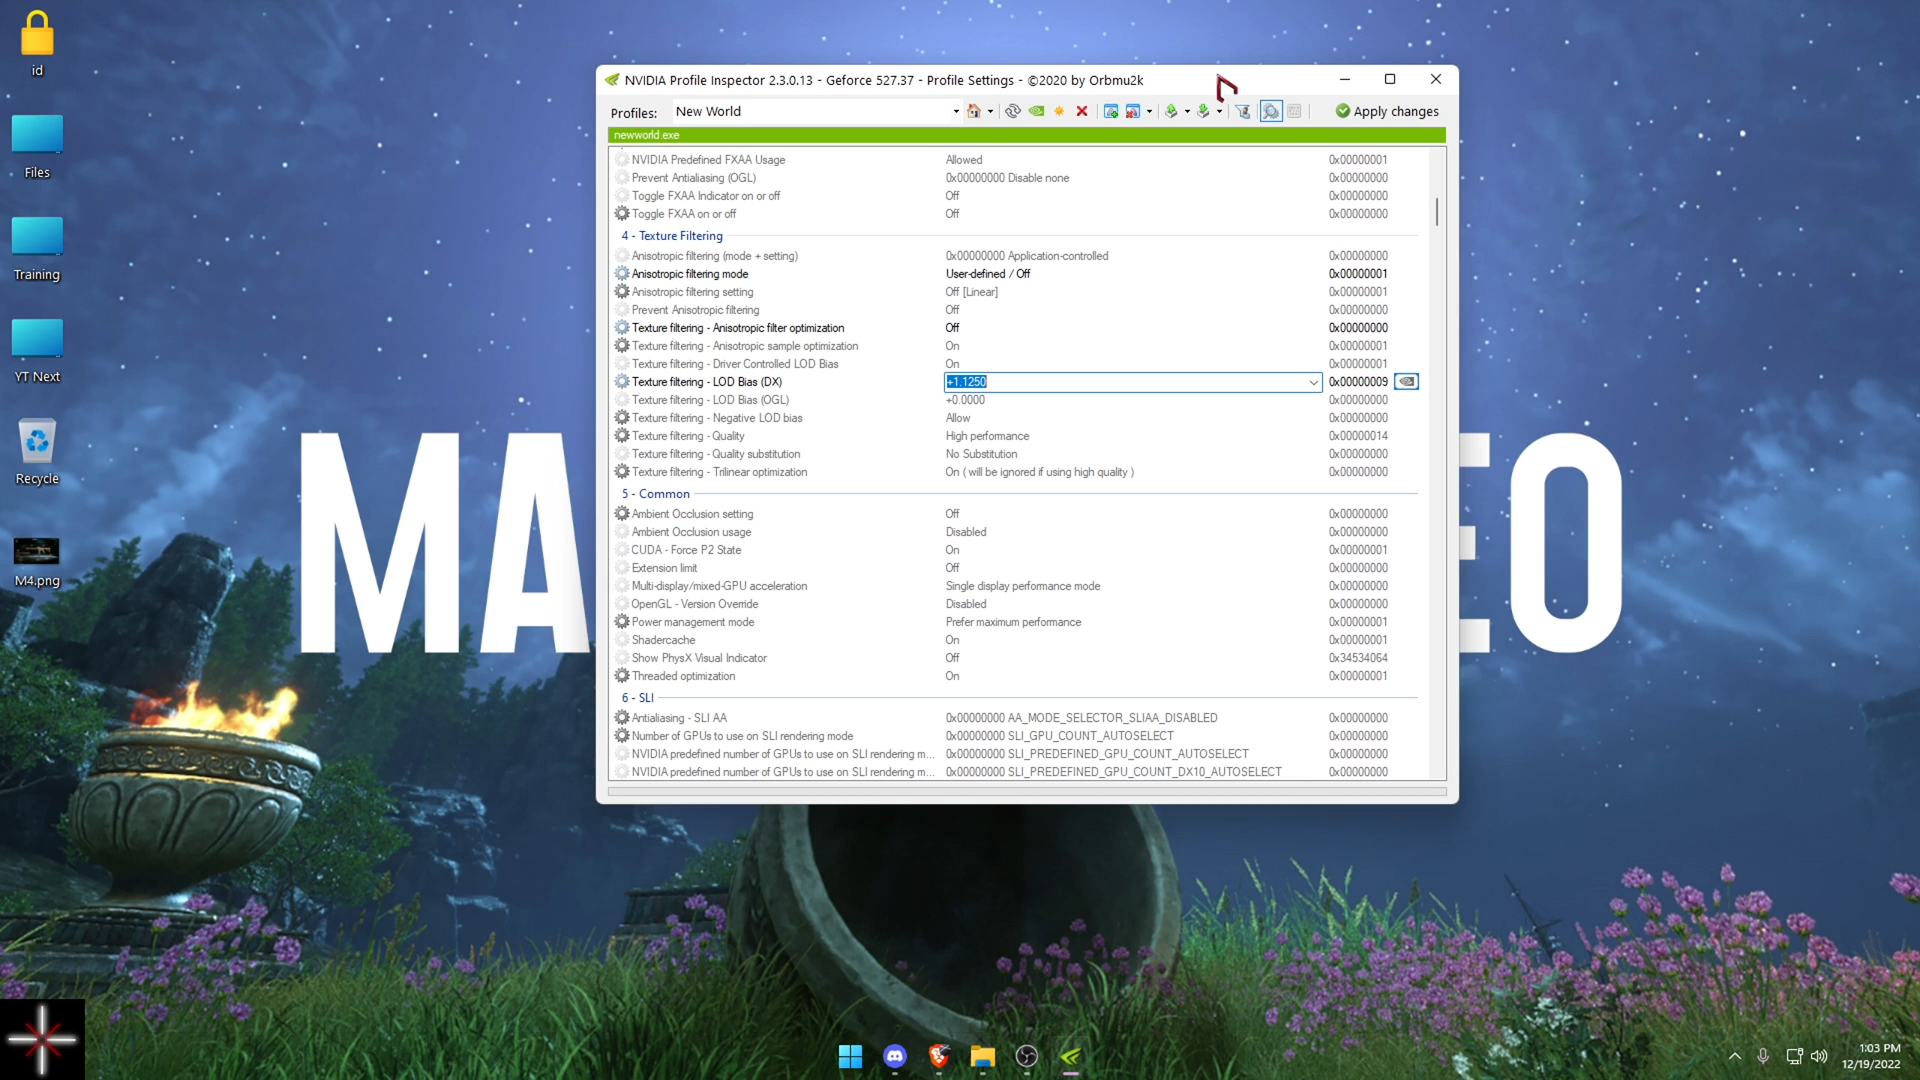 id
Files
Training
YT Next
Recycle
M4.png
MA
EO
NVIDIA Profile Inspector 2.3.0.13 - Geforce 527.37 - Profile Settings - ©2020 by Orbmu2k
Profiles: New World Apply changes
newworld.exe
NVIDIA Predefined FXAA Usage Allowed 0x00000001
Prevent Antialiasing (OGL) 0x00000000 Disable none 0x00000000
Toggle FXAA Indicator on or off Off 0x00000000
Toggle FXAA on or off Off 0x00000000
4 - Texture Filtering
Anisotropic filtering (mode + setting) 0x00000000 Application-controlled 0x00000000
Anisotropic filtering mode User-defined / Off 0x00000001
Anisotropic filtering setting Off [Linear] 0x00000001
Prevent Anisotropic filtering Off 0x00000000
Texture filtering - Anisotropic filter optimization Off 0x00000000
Texture filtering - Anisotropic sample optimization On 0x00000001
Texture filtering - Driver Controlled LOD Bias On 0x00000001
Texture filtering - LOD Bias (DX) +1.1250 0x00000009
Texture filtering - LOD Bias (OGL) +0.0000 0x00000000
Texture filtering - Negative LOD bias Allow 0x00000000
Texture filtering - Quality High performance 0x00000014
Texture filtering - Quality substitution No Substitution 0x00000000
Texture filtering - Trilinear optimization On ( will be ignored if using high quality ) 0x00000000
5 - Common
Ambient Occlusion setting Off 0x00000000
Ambient Occlusion usage Disabled 0x00000000
CUDA - Force P2 State On 0x00000001
Extension limit Off 0x00000000
Multi-display/mixed-GPU acceleration Single display performance mode 0x00000000
OpenGL - Version Override Disabled 0x00000000
Power management mode Prefer maximum performance 0x00000001
Shadercache On 0x00000001
Show PhysX Visual Indicator Off 0x34534064
Threaded optimization On 0x00000001
6 - SLI
Antialiasing - SLI AA 0x00000000 AA_MODE_SELECTOR_SLIAA_DISABLED 0x00000000
Number of GPUs to use on SLI rendering mode 0x00000000 SLI_GPU_COUNT_AUTOSELECT 0x00000000
NVIDIA predefined number of GPUs to use on SLI rendering m... 0x00000000 SLI_PREDEFINED_GPU_COUNT_AUTOSELECT 0x00000000
NVIDIA predefined number of GPUs to use on SLI rendering m... 0x00000000 SLI_PREDEFINED_GPU_COUNT_DX10_AUTOSELECT 0x00000000
1:03 PM
12/19/2022